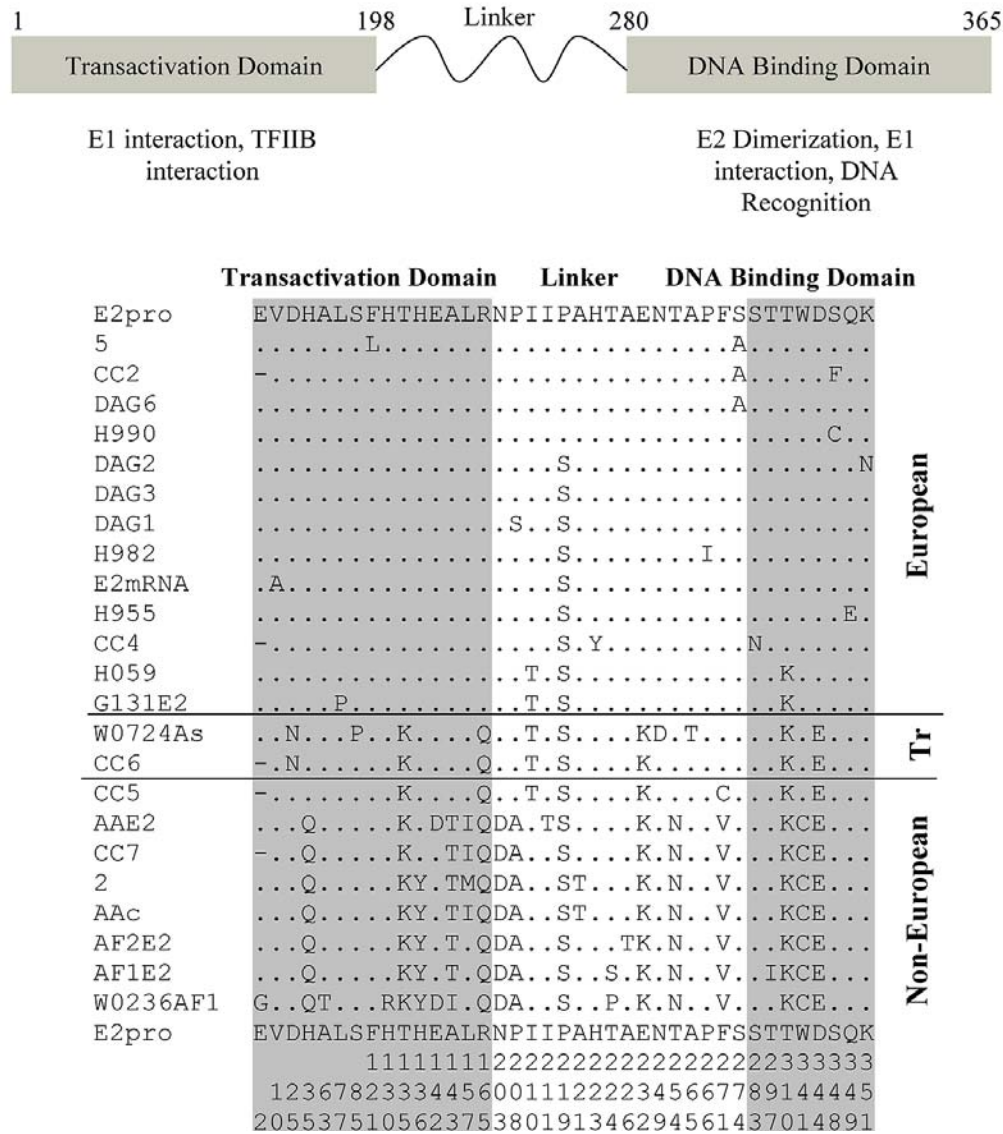 1 198 Linker 280 365
Transactivation Domain DNA Binding Domain
E1 interaction, TFIIB
interaction
E2 Dimerization, E1
interaction, DNA
Recognition
Transactivation Domain Linker DNA Binding Domain
E2pro EVDHALSFHTHEALRNPIIPAHTAENTAPFSSTTWDSQK
5 .......L......................A........
CC2 -.............................A.....F..
DAG6 ..............................A........
H990 ....................................C..
DAG2 ...................S..................N
DAG3 ...................S...................
DAG1 ................S..S...................
H982 ...................S........I..........
E2mRNA .A.................S...................
H955 ...................S.................E.
CC4 -..................S.Y.........N.......
H059 .................T.S.............K.....
G131E2 .....P...........T.S.............K.....
European
W0724As ..N...P..K....Q..T.S....KD.T.....K.E...
CC6 -.N......K....Q..T.S....K........K.E...
Tr
CC5 -........K....Q..T.S....K....C...K.E...
AAE2 ...Q.....K.DTIQDA.TS....K.N..V...KCE...
CC7 -..Q.....K..TIQDA..S....K.N..V...KCE...
2 ...Q.....KY.TMQDA..ST...K.N..V...KCE...
AAc ...Q.....KY.TIQDA..ST...K.N..V...KCE...
AF2E2 ...Q.....KY.T.QDA..S...TK.N..V...KCE...
AF1E2 ...Q.....KY.T.QDA..S..S.K.N..V..IKCE...
W0236AF1 G..QT...RKYDI.QDA..S..P.K.N..V...KCE...
Non-European
E2pro EVDHALSFHTHEALRNPIIPAHTAENTAPFSSTTWDSQK
11111111222222222222222222333333
12367823334456001112222345667789144445
2055375105627375380191346294561437014891